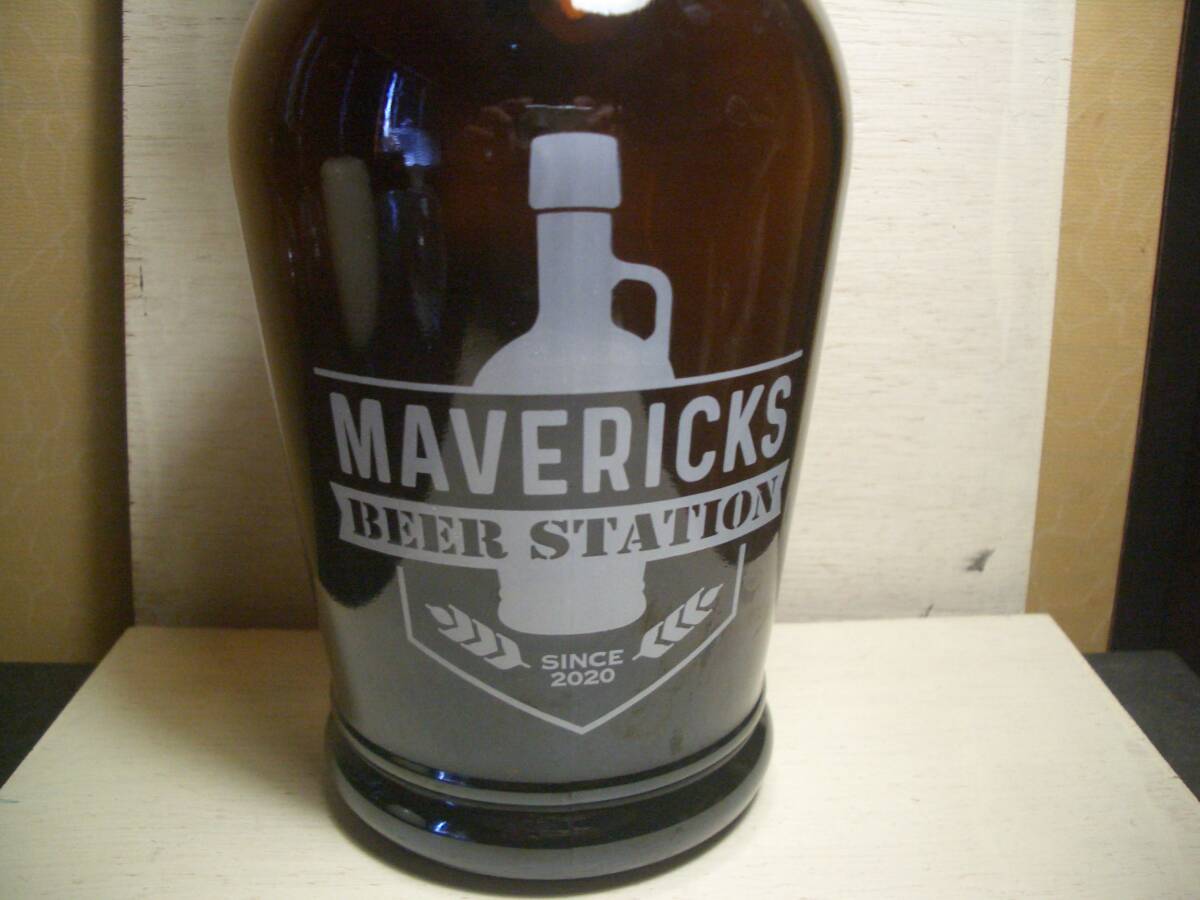 MAVERICKS
BEER STATION
SINCE
2020